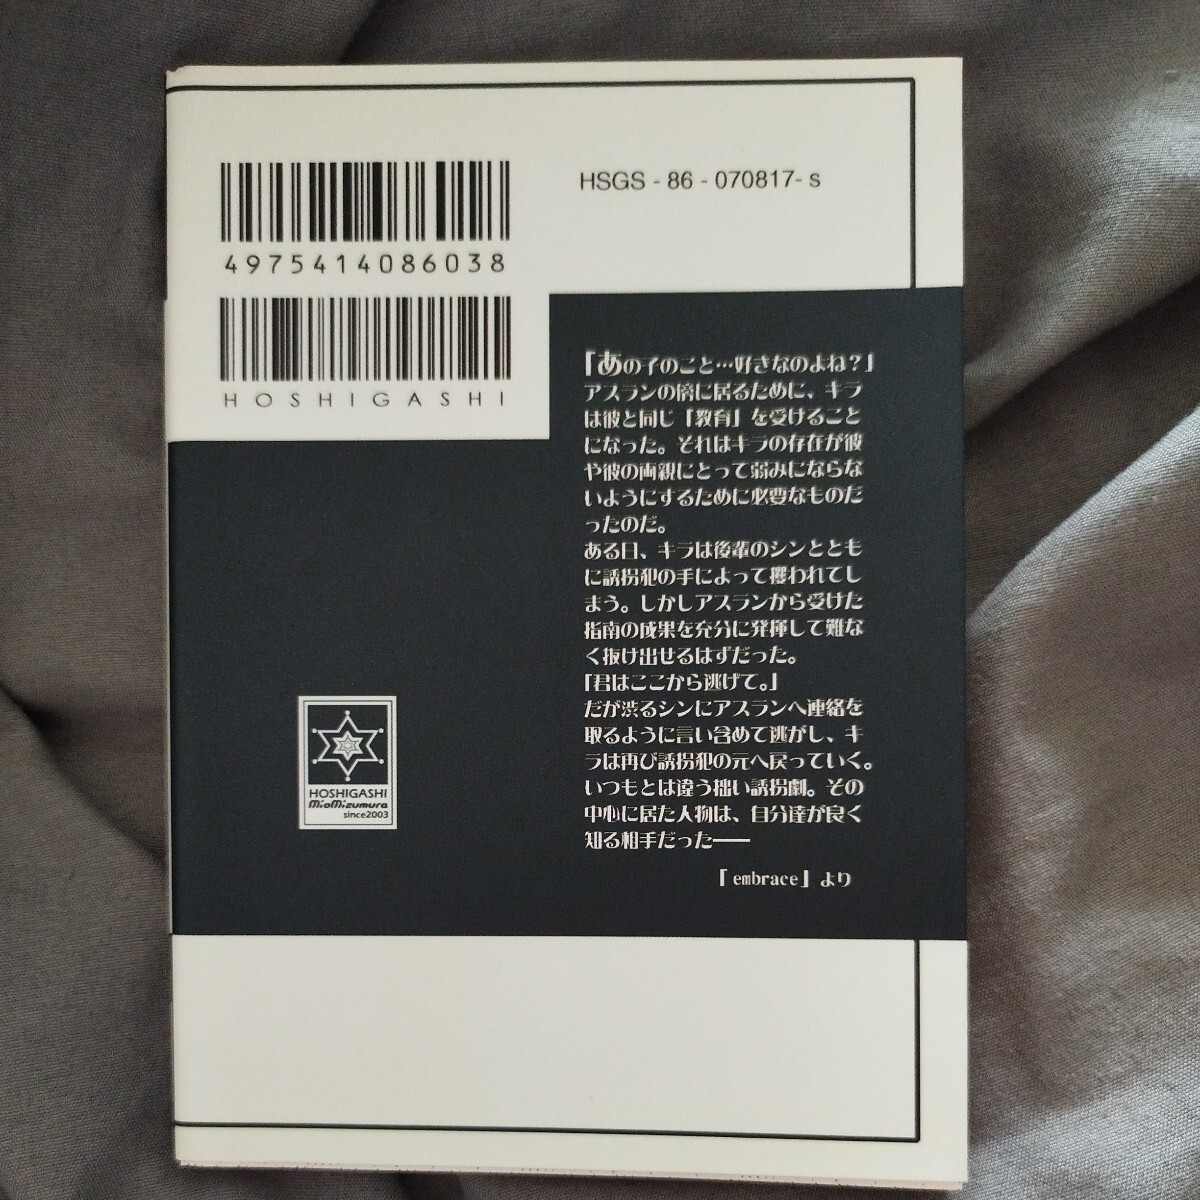 HSGS - 86 - 070817- s
4975414086038
HOSHIGASHI
「あの子のこと…好きなのよね？」
アスランの傍に居るために、キラ
は彼と同じ「教育」を受けること
になった。それはキラの存在が彼
や彼の両親にとって弱みにならな
いようにするために必要なものだ
ったのだ。
ある日、キラは後輩のシンととも
に誘拐犯の手によって攫われてし
まう。しかしアスランから受けた
指南の成果を充分に発揮して難な
く抜け出せるはずだった。
「君はここから逃げて。」
だが渋るシンにアスランへ連絡を
取るように言い含めて逃がし、キ
ラは再び誘拐犯の元へ戻っていく。
いつもとは違う拙い誘拐劇。その
中心に居た人物は、自分達が良く
知る相手だった――
「embrace」より
HOSHIGASHI
MioMizumura
since2003